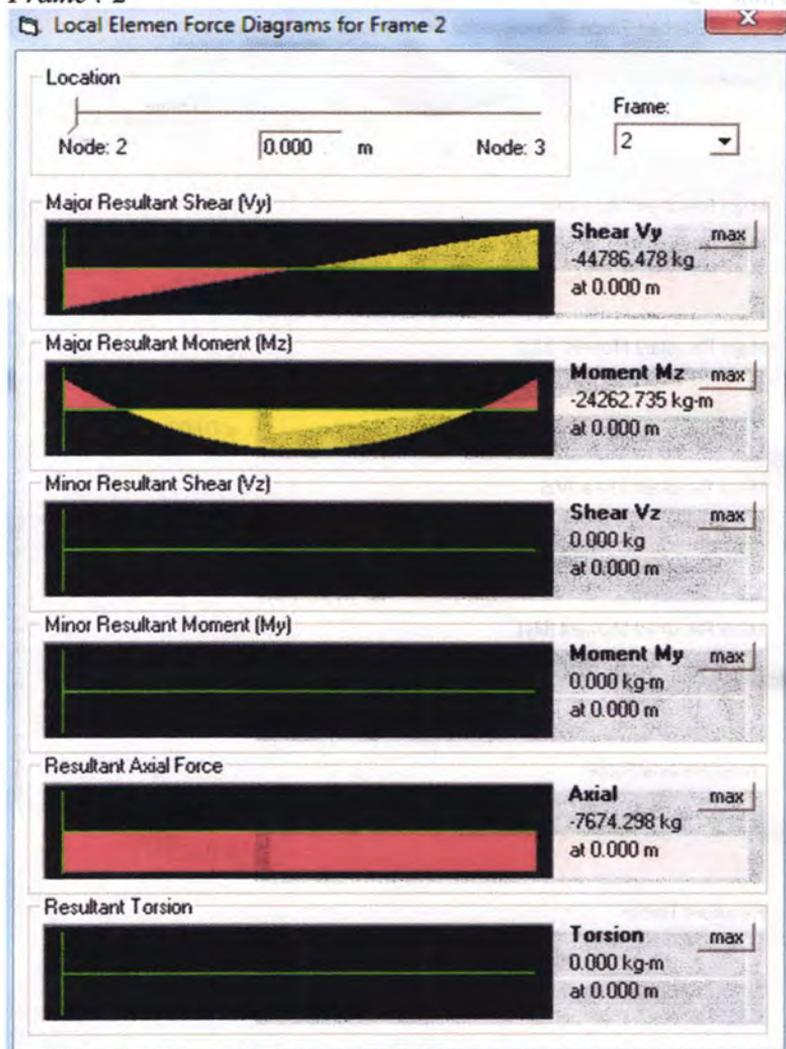 Frame : 2
Local Elemen Force Diagrams for Frame 2
Location
Node: 2
0.000 m
Node: 3
Frame:
2
Major Resultant Shear (Vy)
Shear Vy
max
-44786.478 kg
at 0.000 m
Major Resultant Moment (Mz)
Moment Mz
max
-24262.735 kg-m
at 0.000 m
Minor Resultant Shear (Vz)
Shear Vz
max
0.000 kg
at 0.000 m
Minor Resultant Moment (My)
Moment My
max
0.000 kg-m
at 0.000 m
Resultant Axial Force
Axial
max
-7674.298 kg
at 0.000 m
Resultant Torsion
Torsion
max
0.000 kg-m
at 0.000 m